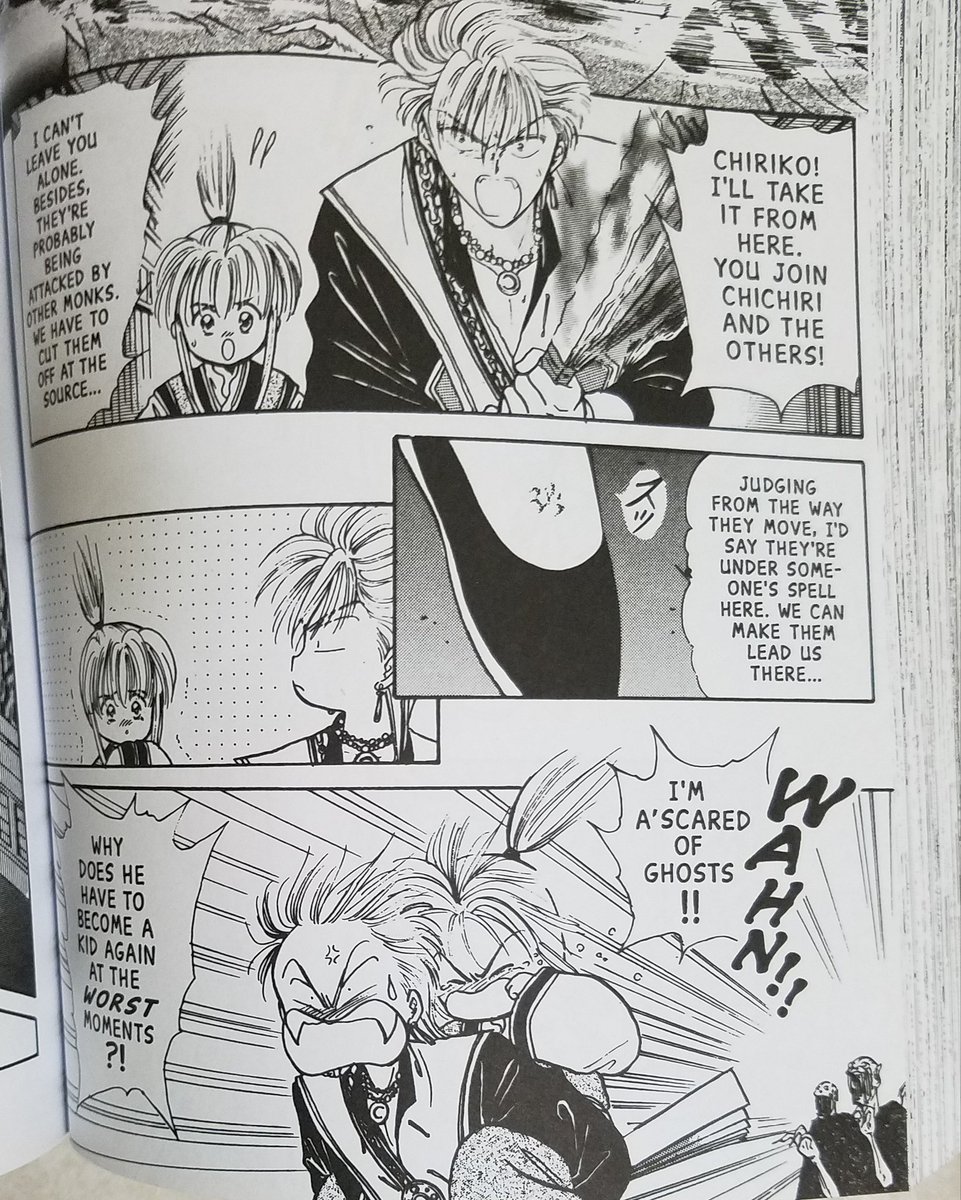 CHIRIKO!
I'LL TAKE
IT FROM
HERE.
YOU JOIN
CHICHIRI
AND THE
OTHERS!
I CAN'T
LEAVE YOU
ALONE.
BESIDES,
THEY'RE
PROBABLY
BEING
ATTACKED BY
OTHER MONKS.
WE HAVE TO
CUT THEM
OFF AT THE
SOURCE...
JUDGING
FROM THE WAY
THEY MOVE, I'D
SAY THEY'RE
UNDER SOME-
ONE'S SPELL
HERE. WE CAN
MAKE THEM
LEAD US
THERE...
スッ
WAHN!!
I'M
A'SCARED
OF
GHOSTS
!!
WHY
DOES HE
HAVE TO
BECOME A
KID AGAIN
AT THE
WORST
MOMENTS
?!